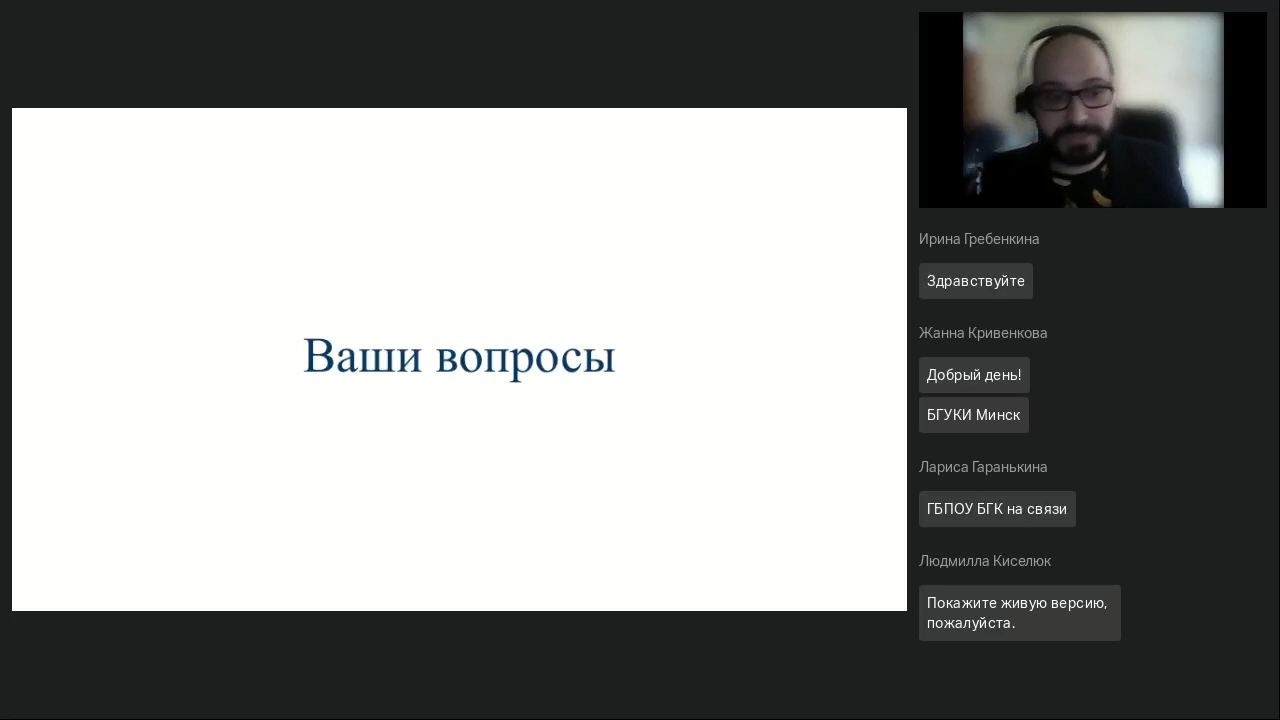 Ваши вопросы
Ирина Гребенкина
Здравствуйте
Жанна Кривенкова
Добрый день!
БГУКИ Минск
Лариса Гаранькина
ГБПОУ БГК на связи
Людмилла Киселюк
Покажите живую версию,
пожалуйста.